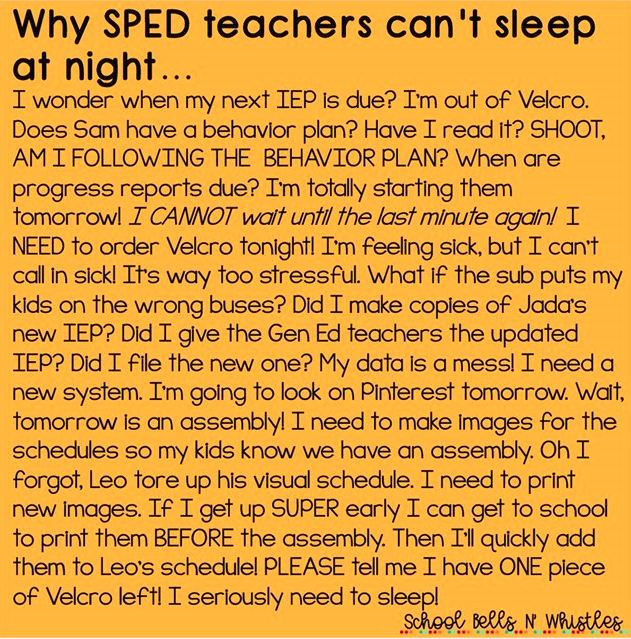 Why SPED teachers can't sleep
at night...
I wonder when my next IEP is due? I'm out of Velcro.
Does Sam have a behavior plan? Have I read it? SHOOT,
AM I FOLLOWING THE BEHAVIOR PLAN? When are
progress reports due? I'm totally starting them
tomorrow! I CANNOT wait until the last minute again! I
NEED to order Velcro tonight! I'm feeling sick, but I can't
call in sick! It's way too stressful. What if the sub puts my
kids on the wrong buses? Did I make copies of Jada's
new IEP? Did I give the Gen Ed teachers the updated
IEP? Did I file the new one? My data is a mess! I need a
new system. I'm going to look on Pinterest tomorrow. Wait,
tomorrow is an assembly! I need to make images for the
schedules so my kids know we have an assembly. Oh I
forgot, Leo tore up his visual schedule. I need to print
new images. If I get up SUPER early I can get to school
to print them BEFORE the assembly. Then I'll quickly add
them to Leo's schedule! PLEASE tell me I have ONE piece
of Velcro left! I seriously need to sleep!
School Bells N' Whistles